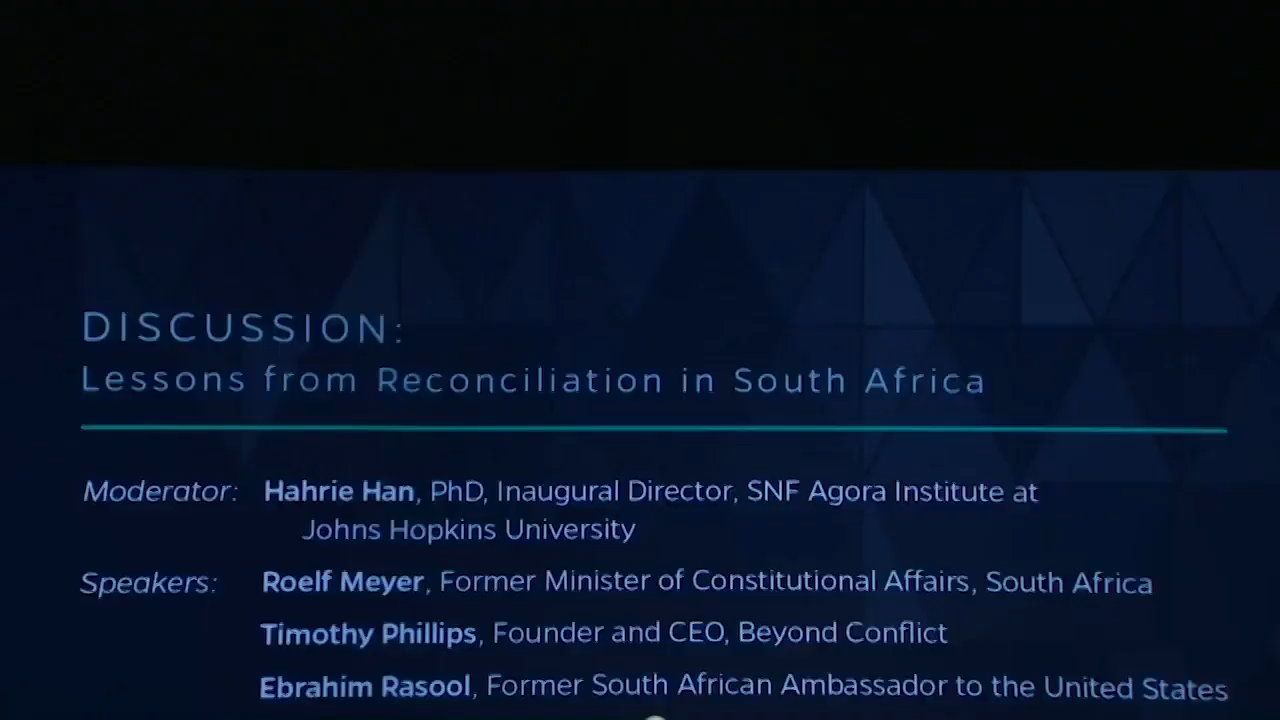 DISCUSSION:
Lessons from Reconciliation in South Africa
Moderator: Hahrie Han, PhD, Inaugural Director, SNF Agora Institute at
Johns Hopkins University
Speakers: Roelf Meyer, Former Minister of Constitutional Affairs, South Africa
Timothy Phillips, Founder and CEO, Beyond Conflict
Ebrahim Rasool, Former South African Ambassador to the United States